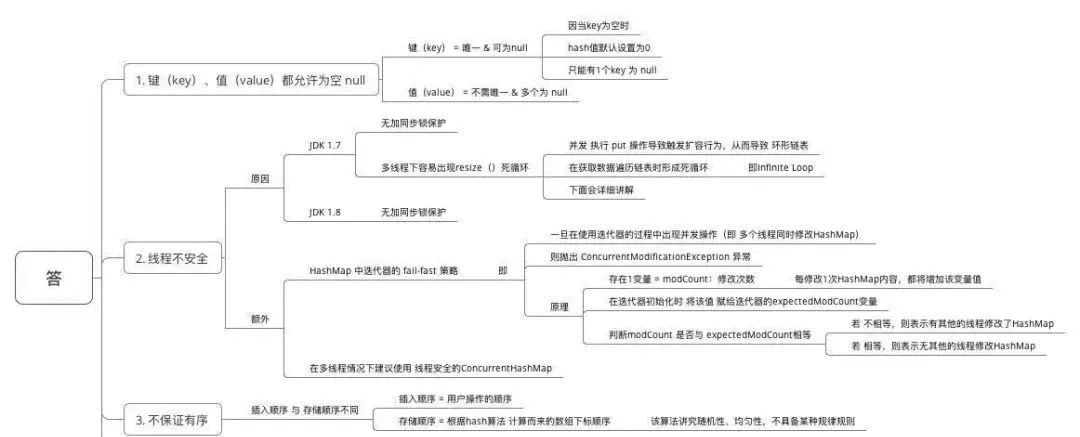 答
1. 键（key）、值（value）都允许为空 null
键（key） = 唯一 & 可为null
因当key为空时
hash值默认设置为0
只能有1个key 为 null
值（value） = 不需唯一 & 多个为 null
2. 线程不安全
原因
JDK 1.7
无加同步锁保护
多线程下容易出现resize（）死循环
并发 执行 put 操作导致触发扩容行为，从而导致 环形链表
在获取数据遍历链表时形成死循环
即Infinite Loop
下面会详细讲解
JDK 1.8
无加同步锁保护
额外
HashMap 中迭代器的 fail-fast 策略
即
一旦在使用迭代器的过程中出现并发操作（即 多个线程同时修改HashMap）
则抛出 ConcurrentModificationException 异常
原理
存在1变量 = modCount：修改次数
每修改1次HashMap内容，都将增加该变量值
在迭代器初始化时 将该值 赋给迭代器的expectedModCount变量
判断modCount 是否与 expectedModCount相等
若 不相等，则表示有其他的线程修改了HashMap
若 相等，则表示无其他的线程修改HashMap
在多线程情况下建议使用 线程安全的ConcurrentHashMap
3. 不保证有序
插入顺序 与 存储顺序不同
插入顺序 = 用户操作的顺序
存储顺序 = 根据hash算法 计算而来的数组下标顺序
该算法讲究随机性、均匀性，不具备某种规律规则